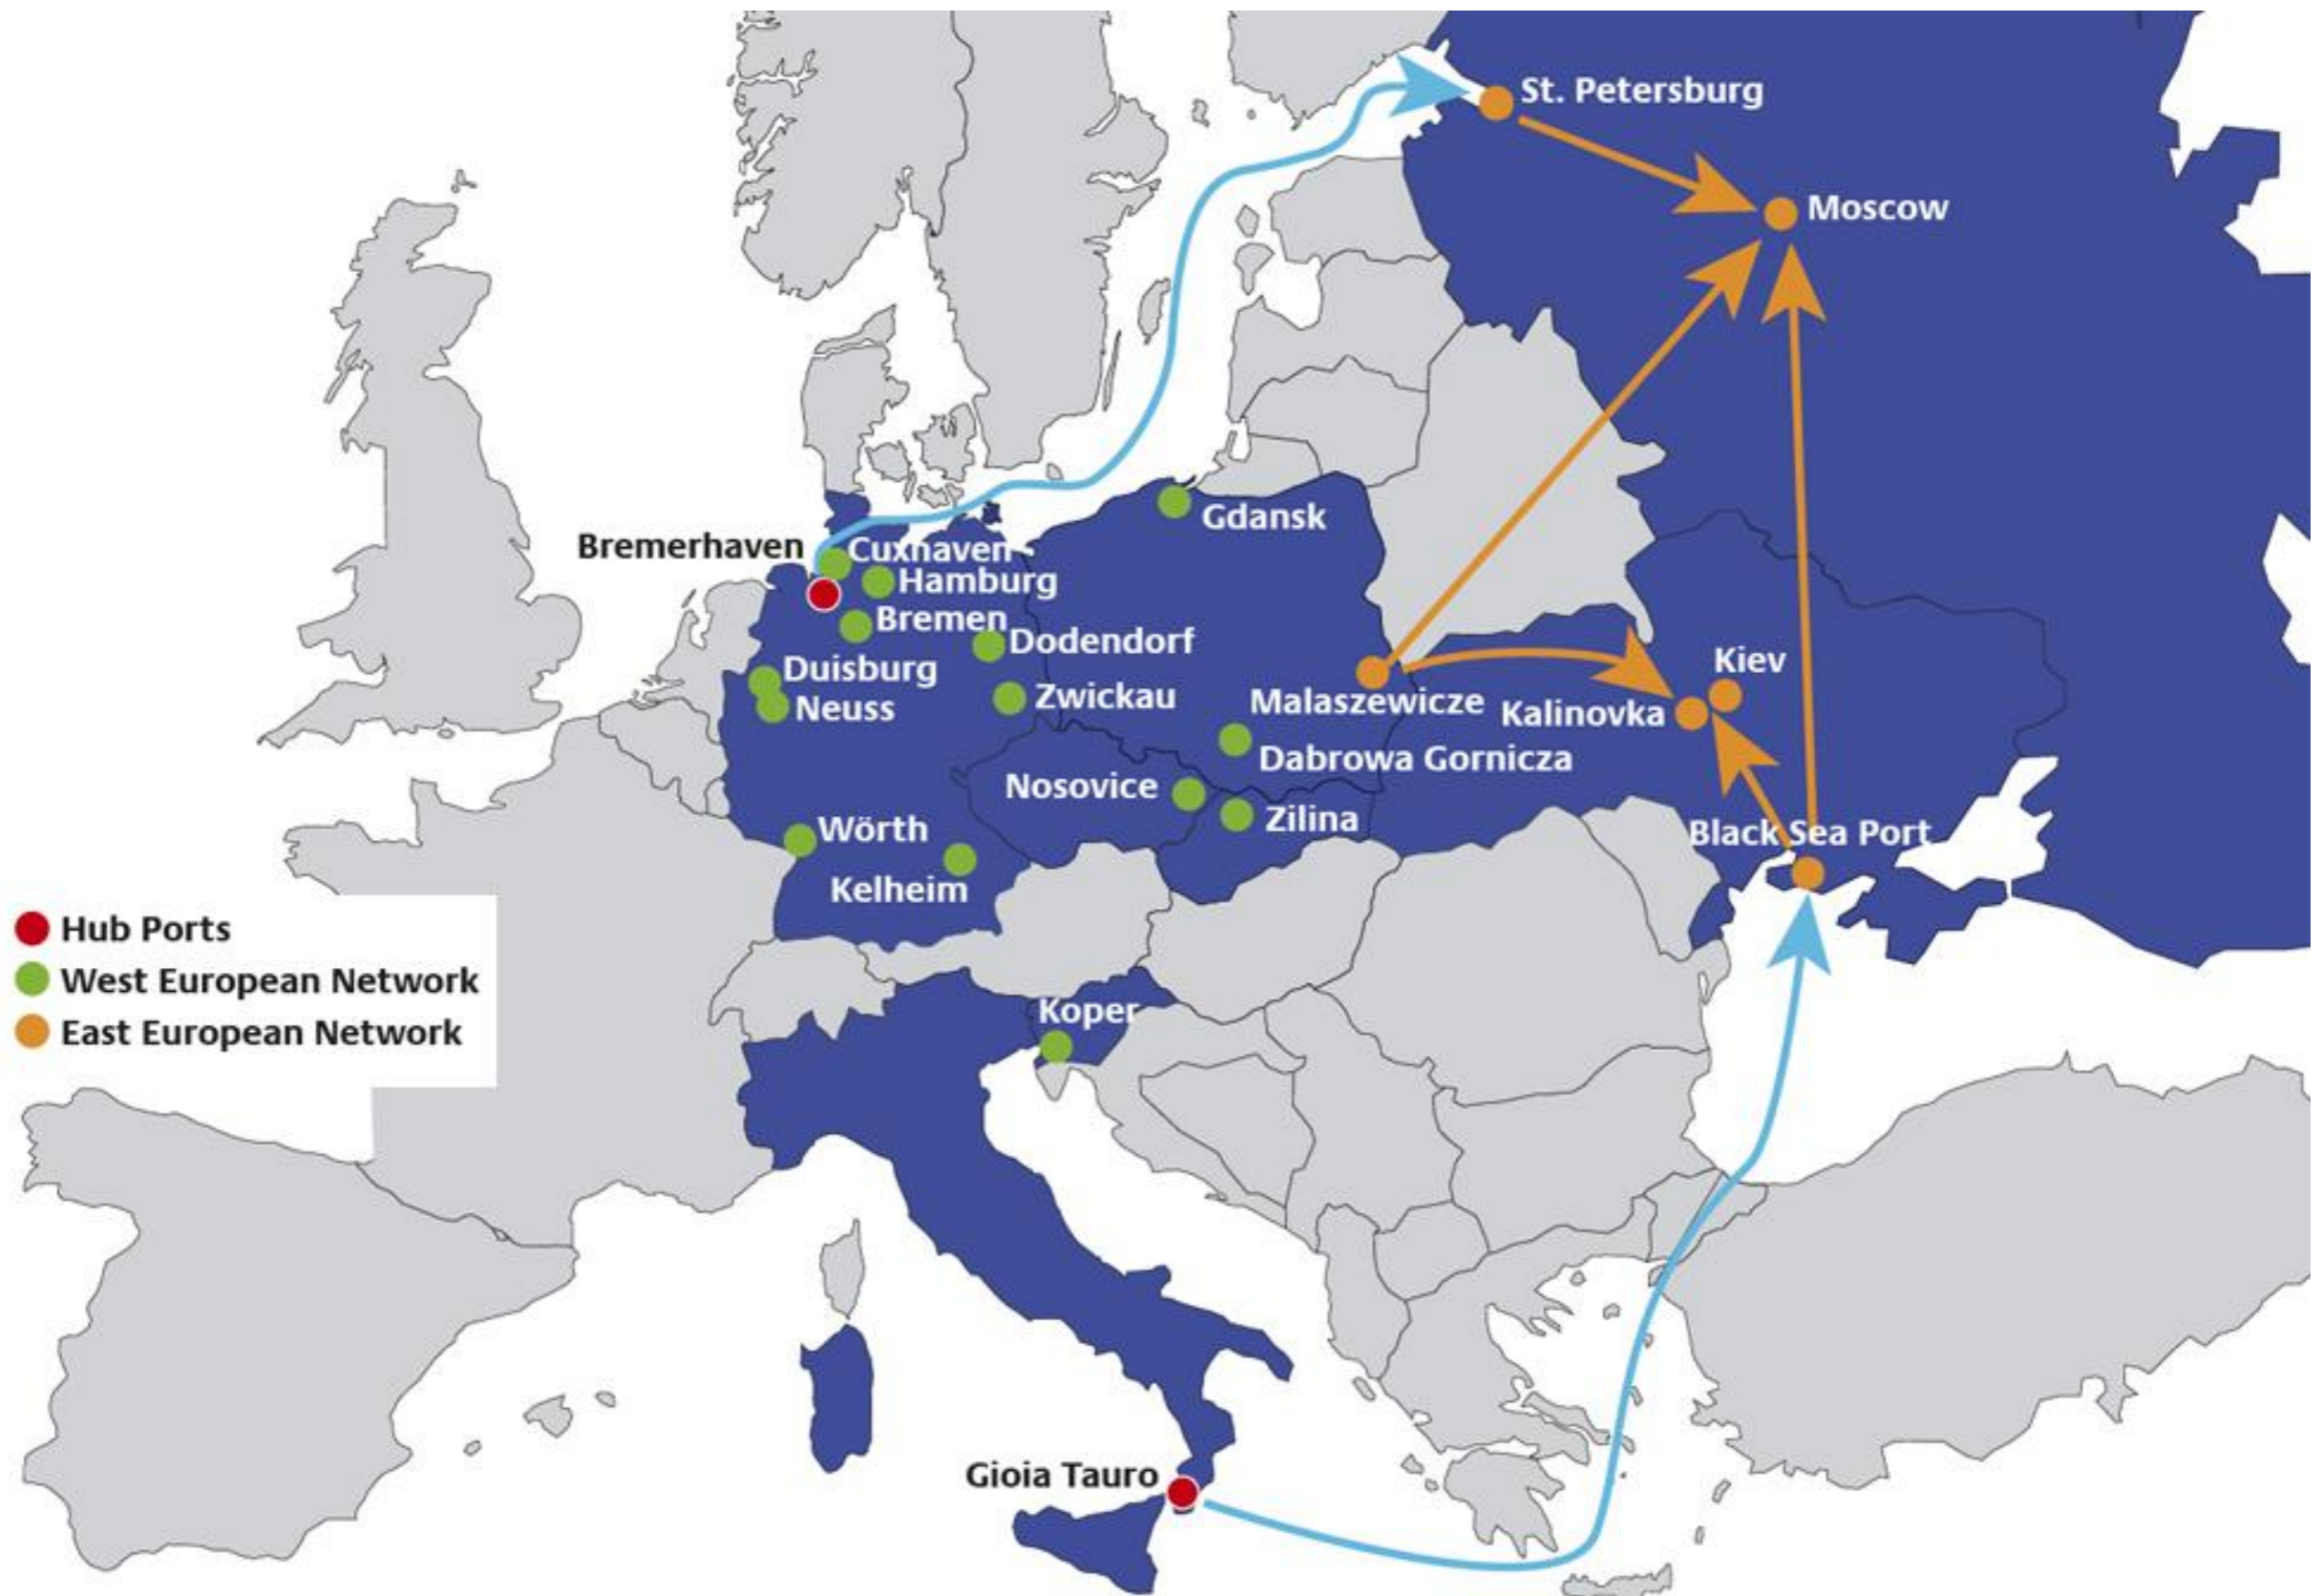 St. Petersburg
Moscow
Gdansk
Bremerhaven
Cuxhaven
Hamburg
Bremen
Dodendorf
Duisburg
Kiev
Zwickau
Malaszewicze
Neuss
Kalinovka
Dabrowa Gornicza
Nosovice
Zilina
Wörth
Black Sea Port
Kelheim
Hub Ports
West European Network
East European Network
Koper
Gioia Tauro